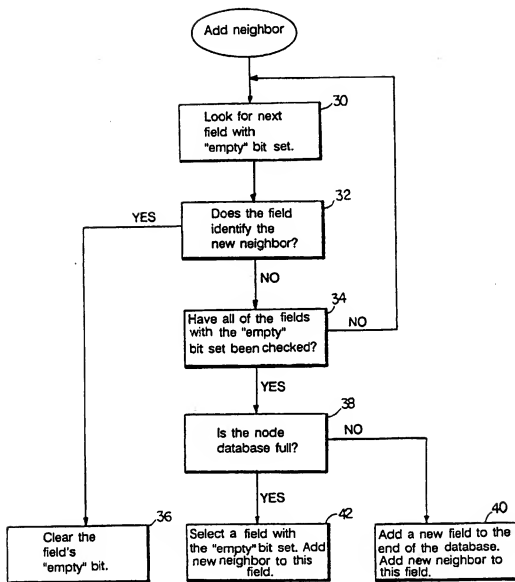 Add neighbor
30
Look for next
field with
"empty" bit set.
32
Does the field
identify the
new neighbor?
YES
NO
34
Have all of the fields
with the "empty"
bit set been checked?
NO
YES
38
Is the node
database full?
NO
YES
36
Clear the
field's
"empty" bit.
42
Select a field with
the "empty" bit set. Add
new neighbor to this
field.
40
Add a new field to the
end of the database.
Add new neighbor to
this field.